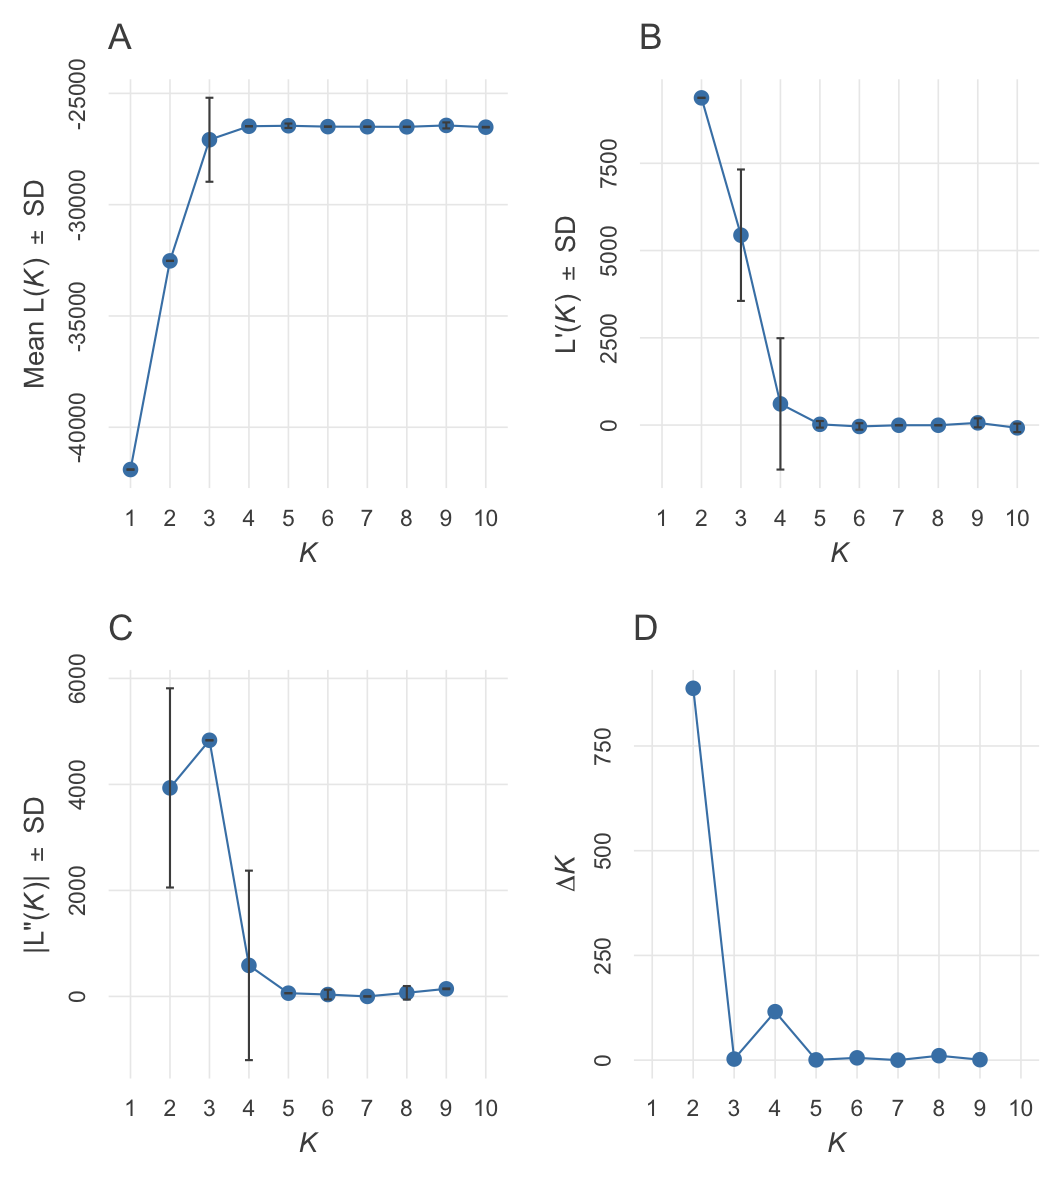 A
Mean L(K) ± SD
-25000
-30000
-35000
-40000
1 2 3 4 5 6 7 8 9 10
K
B
L'(K) ± SD
7500
5000
2500
0
1 2 3 4 5 6 7 8 9 10
K
C
|L"(K)| ± SD
6000
4000
2000
0
1 2 3 4 5 6 7 8 9 10
K
D
ΔK
750
500
250
0
1 2 3 4 5 6 7 8 9 10
K